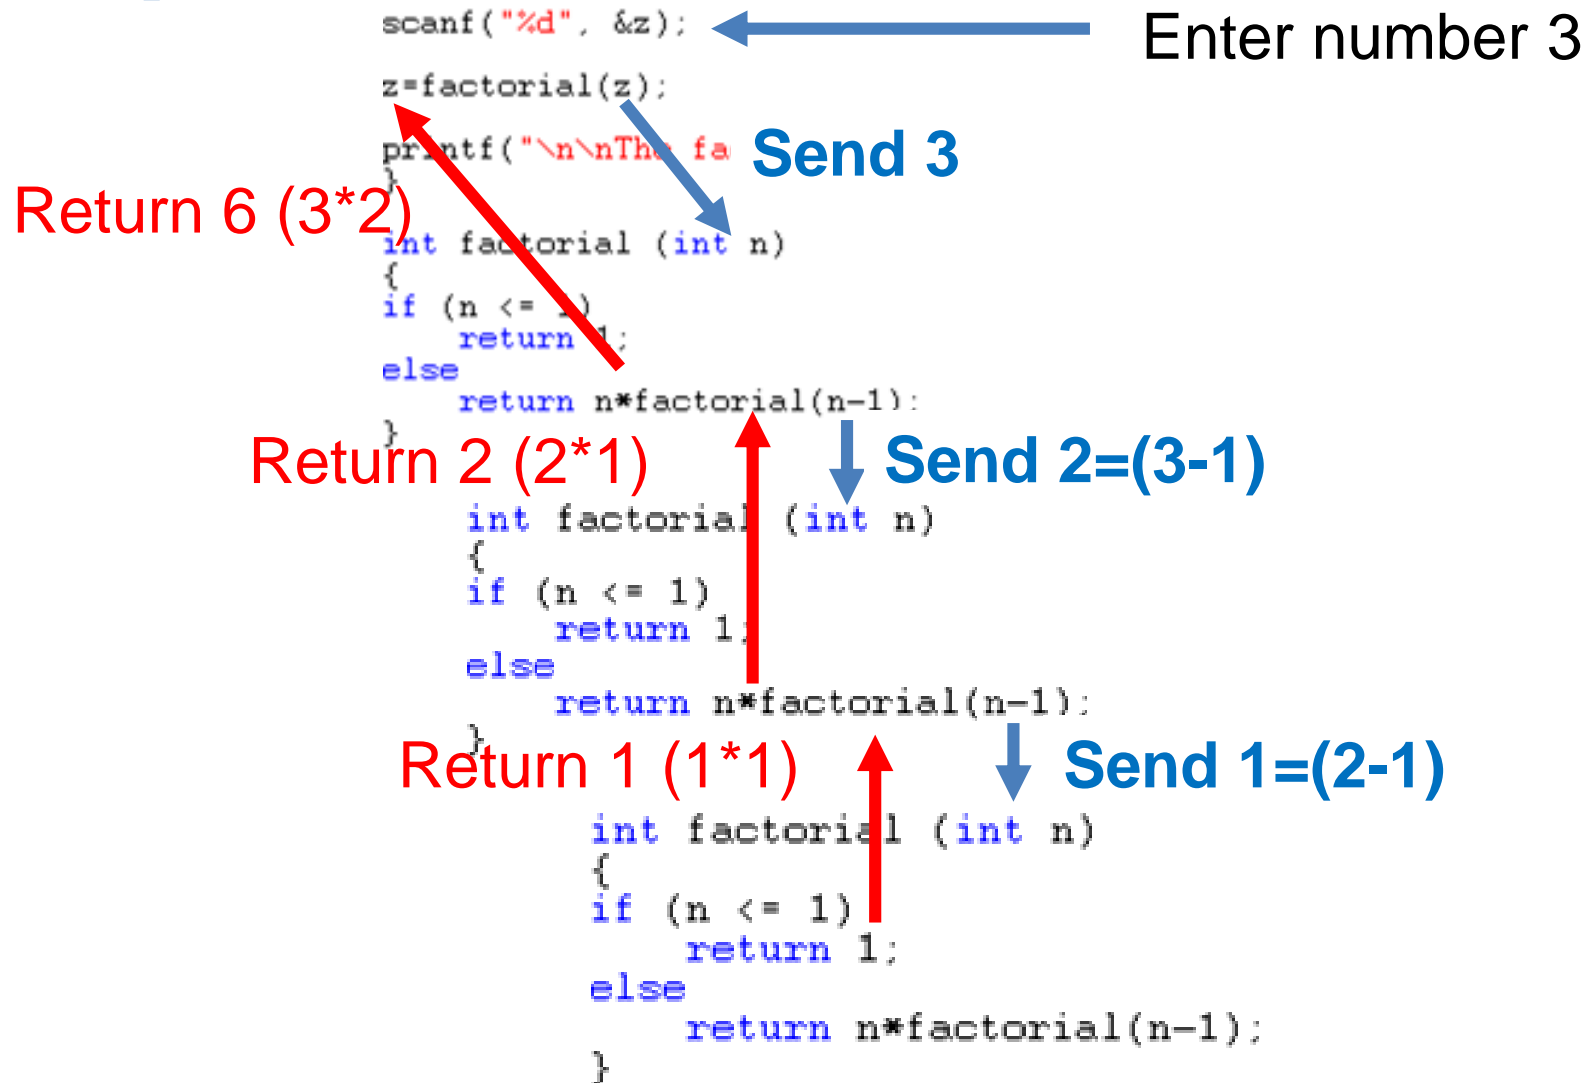 scanf("%d", &z);
Enter number 3
z=factorial(z);
printf("\n\nThe fa
Send 3
}
Return 6 (3*2)
int factorial (int n)
{
if (n <= 1)
return 1;
else
return n*factorial(n-1);
}
Return 2 (2*1)
Send 2=(3-1)
int factorial (int n)
{
if (n <= 1)
return 1;
else
return n*factorial(n-1);
}
Return 1 (1*1)
Send 1=(2-1)
int factorial (int n)
{
if (n <= 1)
return 1;
else
return n*factorial(n-1);
}